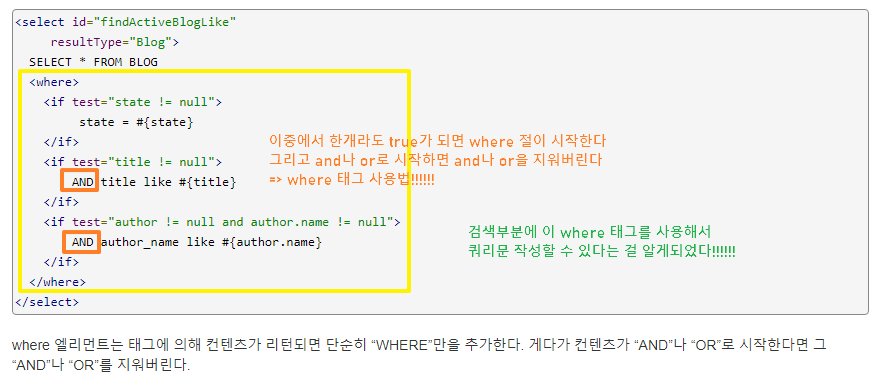 <select id="findActiveBlogLike"
resultType="Blog">
SELECT * FROM BLOG
<where>
<if test="state != null">
state = #{state}
</if>
<if test="title != null">
AND title like #{title}
</if>
<if test="author != null and author.name != null">
AND author_name like #{author.name}
</if>
</where>
</select>
이중에서 한개라도 true가 되면 where 절이 시작한다
그리고 and나 or로 시작하면 and나 or을 지워버린다
=> where 태그 사용법!!!!!!
검색부분에 이 where 태그를 사용해서
쿼리문 작성할 수 있다는 걸 알게되었다!!!!!!
where 엘리먼트는 태그에 의해 컨텐츠가 리턴되면 단순히 “WHERE”만을 추가한다. 게다가 컨텐츠가 “AND”나 “OR”로 시작한다면 그
“AND”나 “OR”를 지워버린다.